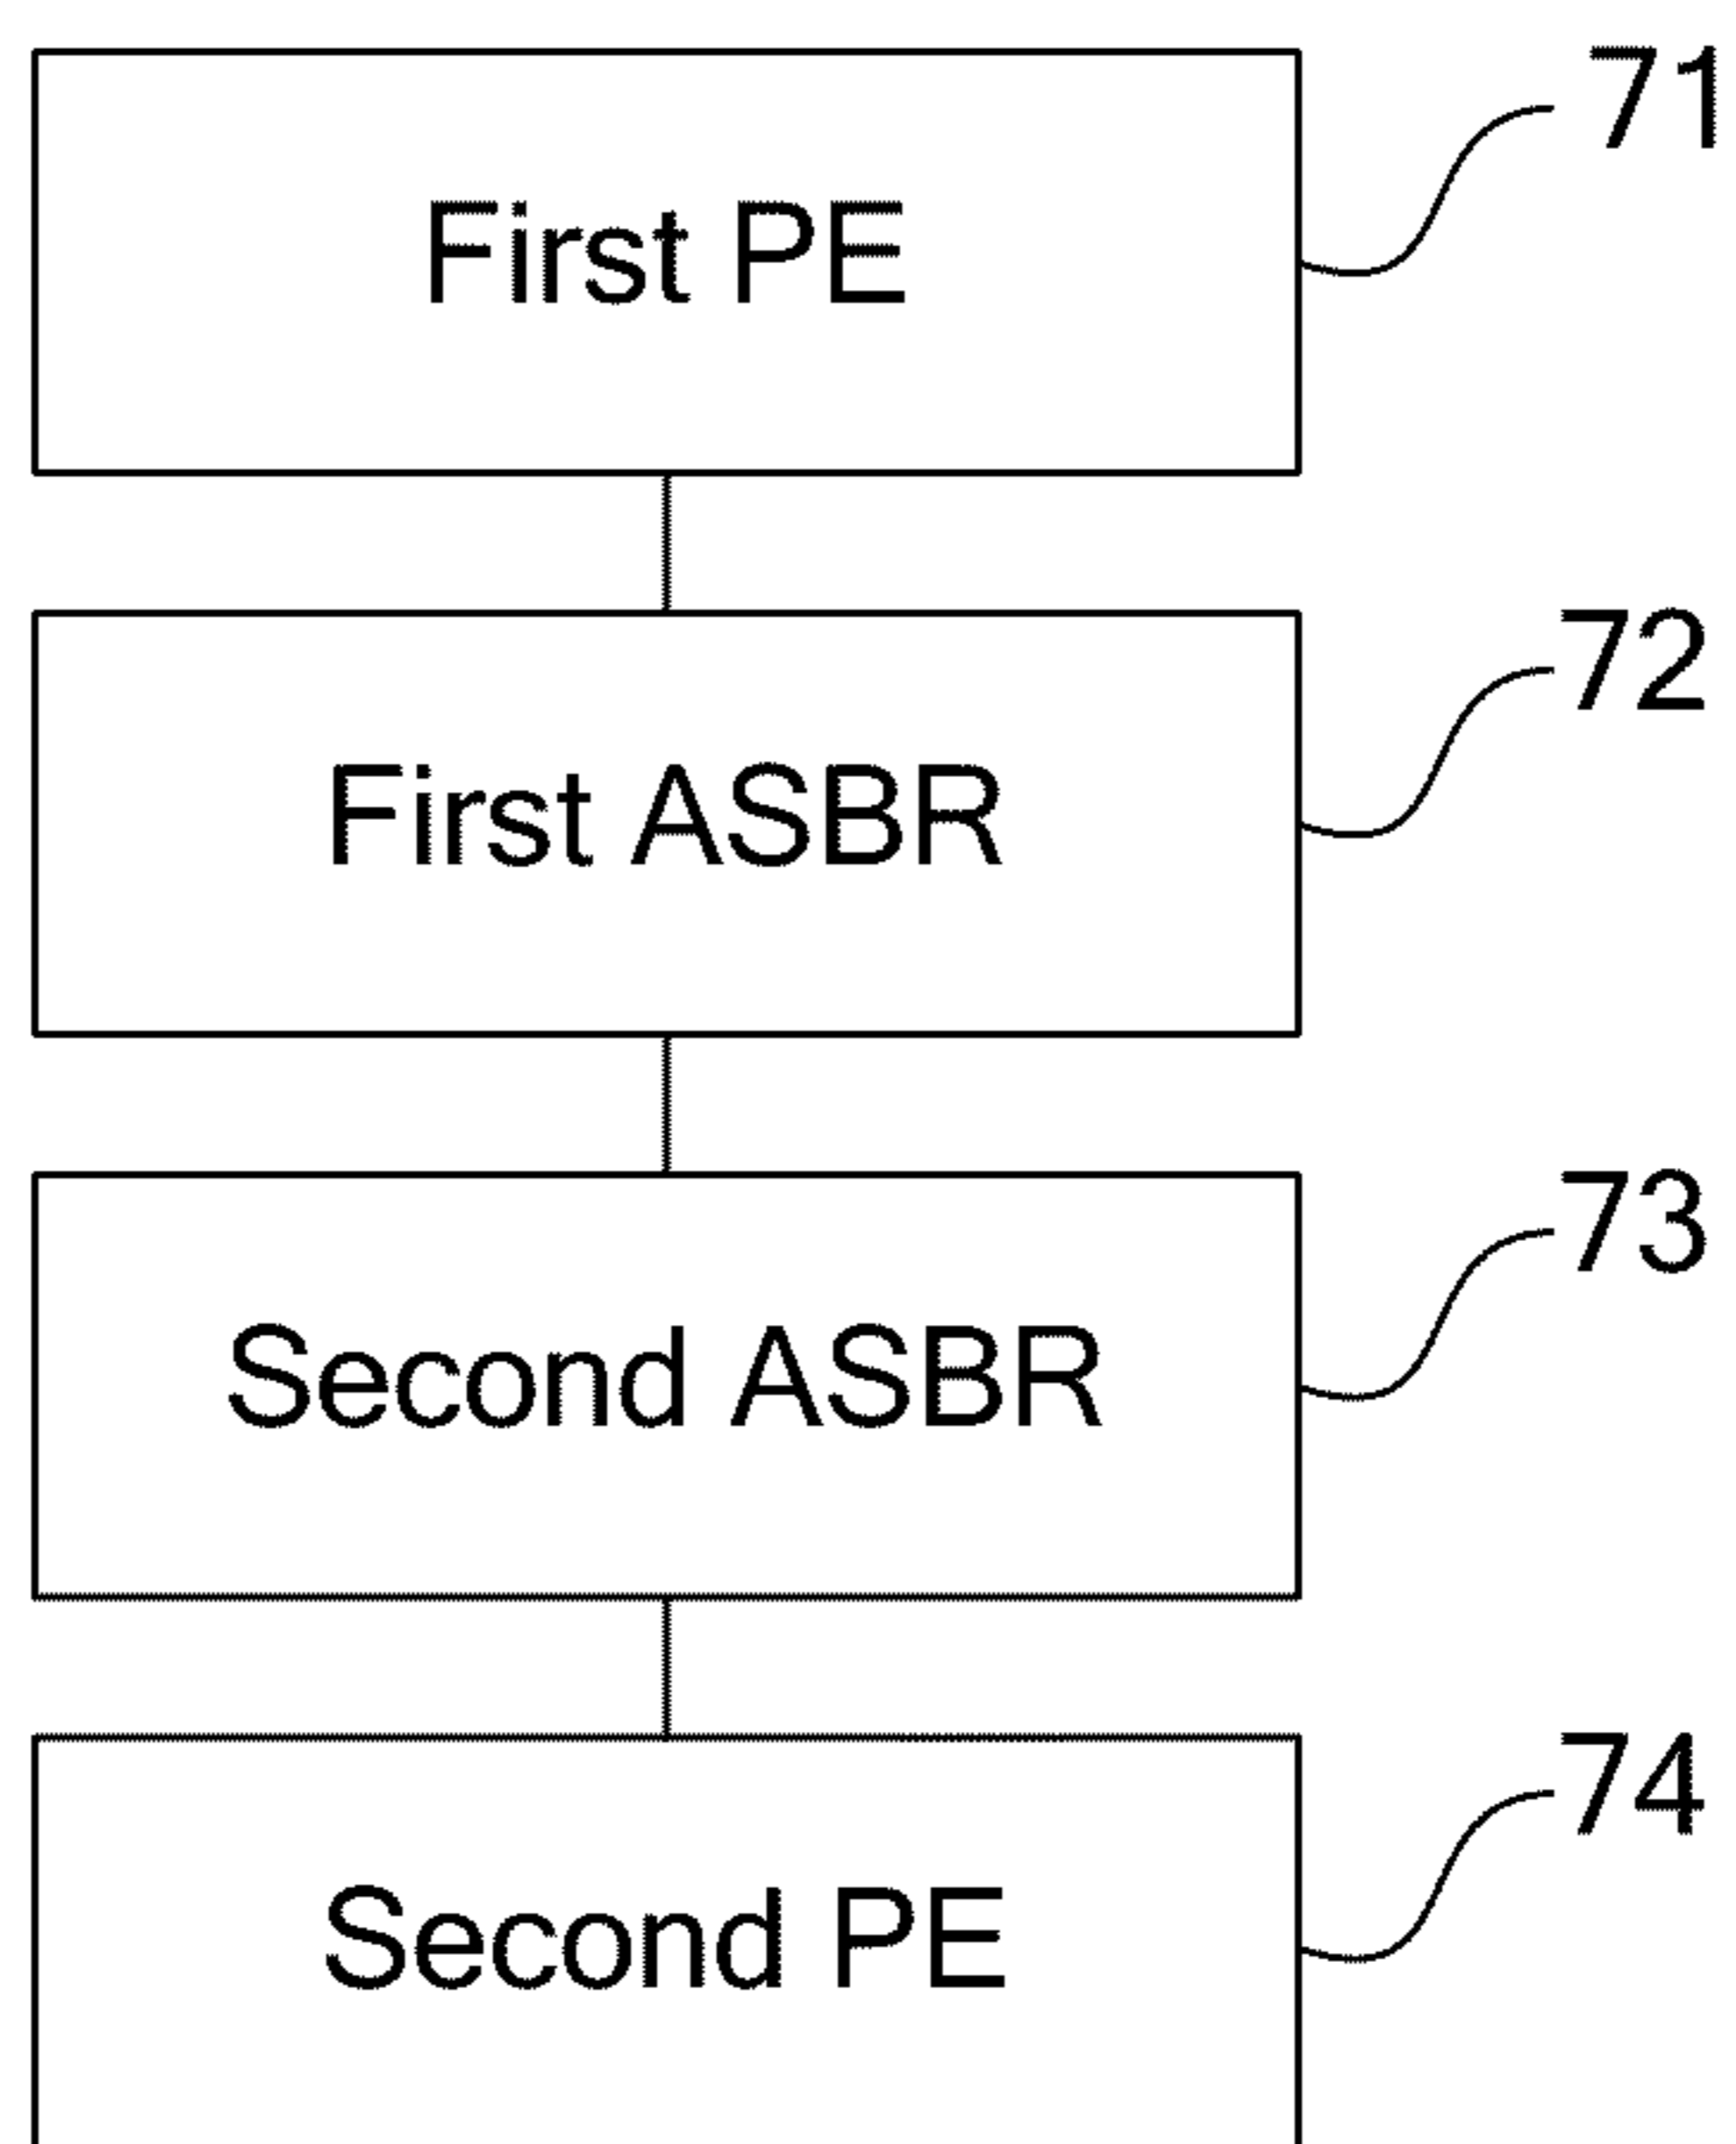 71
First PE
72
First ASBR
73
Second ASBR
74
Second PE